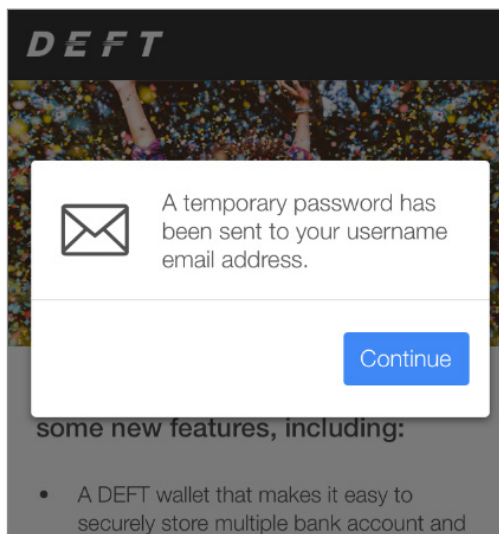 DEFT
A temporary password has
been sent to your username
email address.
Continue
some new features, including:
• A DEFT wallet that makes it easy to
securely store multiple bank account and